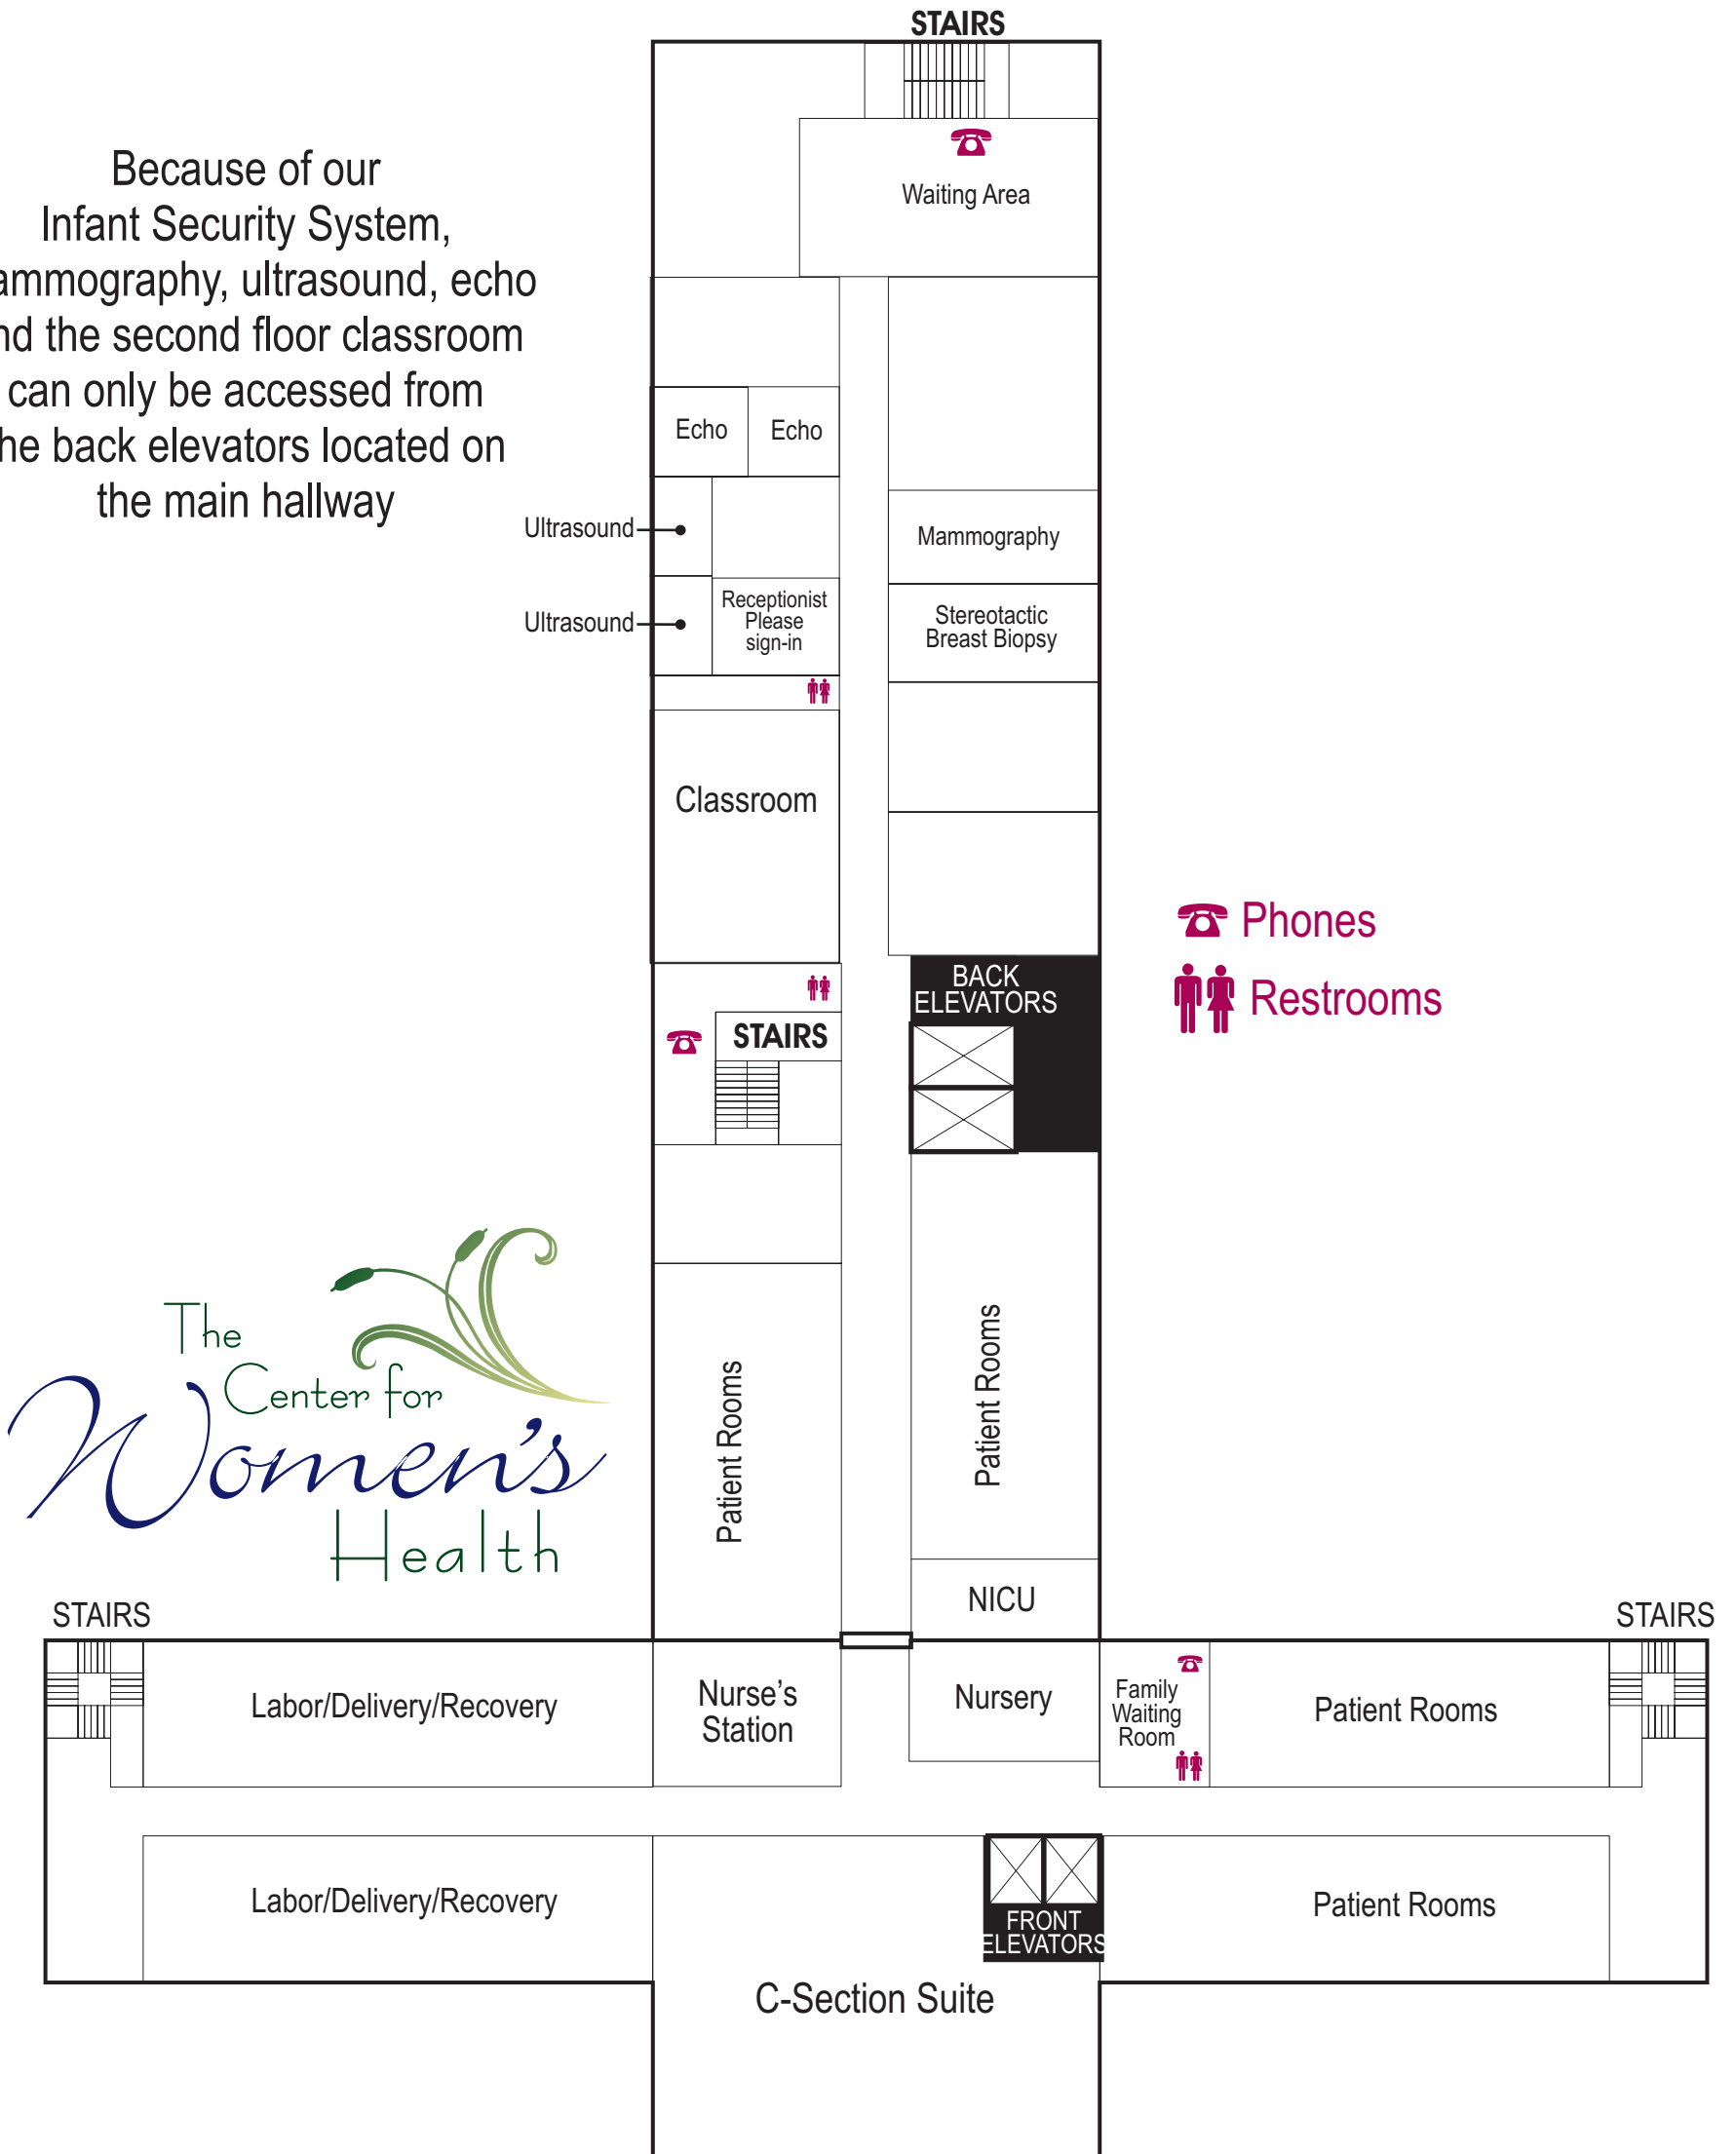 STAIRS
Because of our
Infant Security System,
ammography, ultrasound, echo
nd the second floor classroom
can only be accessed from
he back elevators located on
the main hallway
Waiting Area
Echo
Echo
Ultrasound
Mammography
Ultrasound
Receptionist
Please
sign-in
Stereotactic
Breast Biopsy
Classroom
Phones
Restrooms
BACK
ELEVATORS
STAIRS
The
Center for
Women's
Health
Patient Rooms
Patient Rooms
NICU
STAIRS
STAIRS
Labor/Delivery/Recovery
Nurse's
Station
Nursery
Family
Waiting
Room
Patient Rooms
Labor/Delivery/Recovery
FRONT
ELEVATORS
Patient Rooms
C-Section Suite